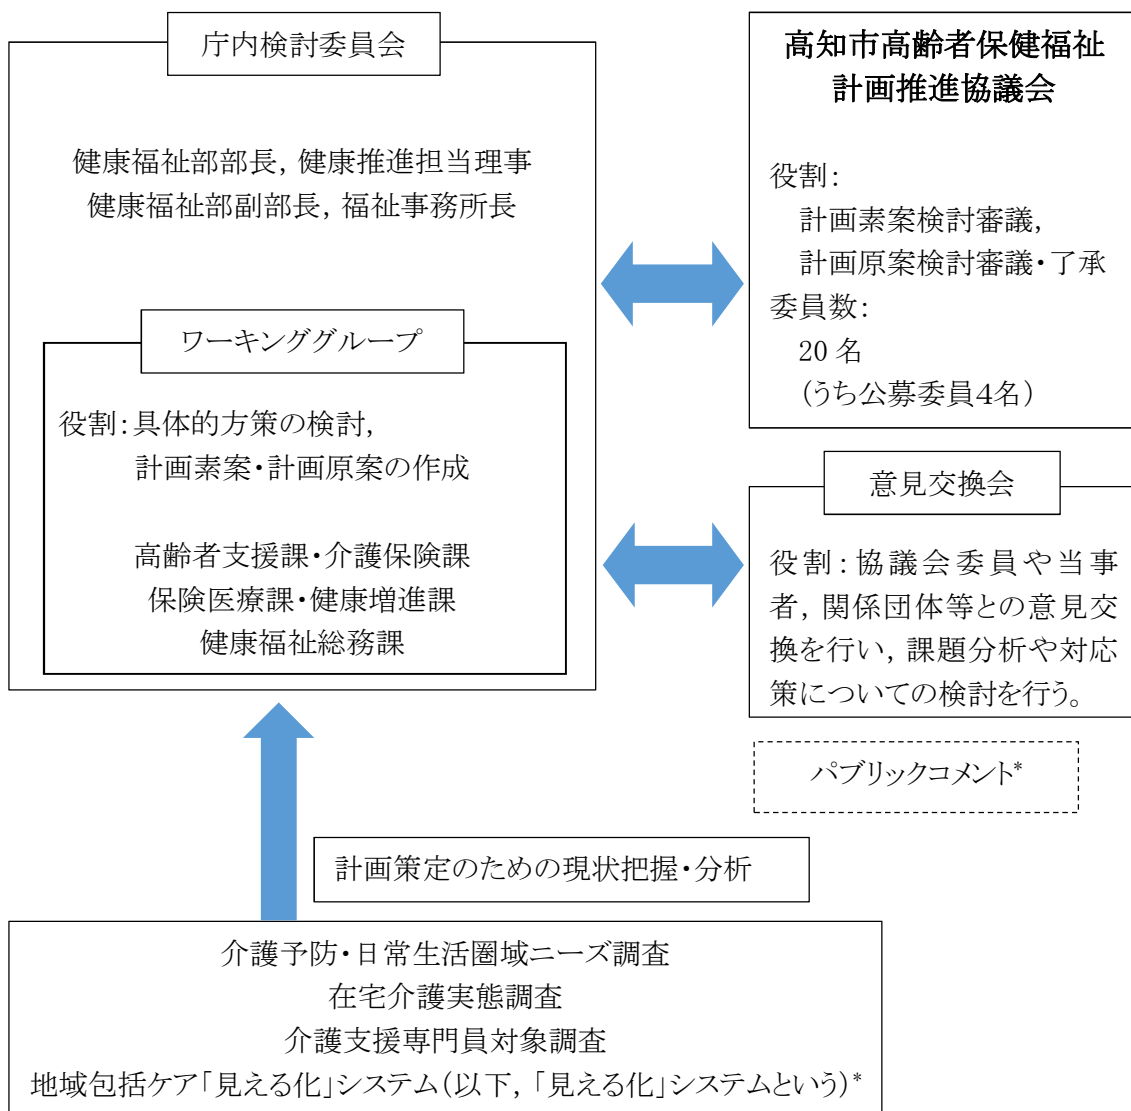 庁内検討委員会
健康福祉部部長，健康推進担当理事
健康福祉部副部長，福祉事務所長
ワーキンググループ
役割：具体的方策の検討，
計画素案・計画原案の作成
高齢者支援課・介護保険課
保険医療課・健康増進課
健康福祉総務課
高知市高齢者保健福祉
計画推進協議会
役割：
計画素案検討審議，
計画原案検討審議・了承
委員数：
20 名
（うち公募委員４名）
意見交換会
役割：協議会委員や当事
者，関係団体等との意見交
換を行い，課題分析や対応
策についての検討を行う。
パブリックコメント*
計画策定のための現状把握・分析
介護予防・日常生活圏域ニーズ調査
在宅介護実態調査
介護支援専門員対象調査
地域包括ケア「見える化」システム（以下，「見える化」システムという）*